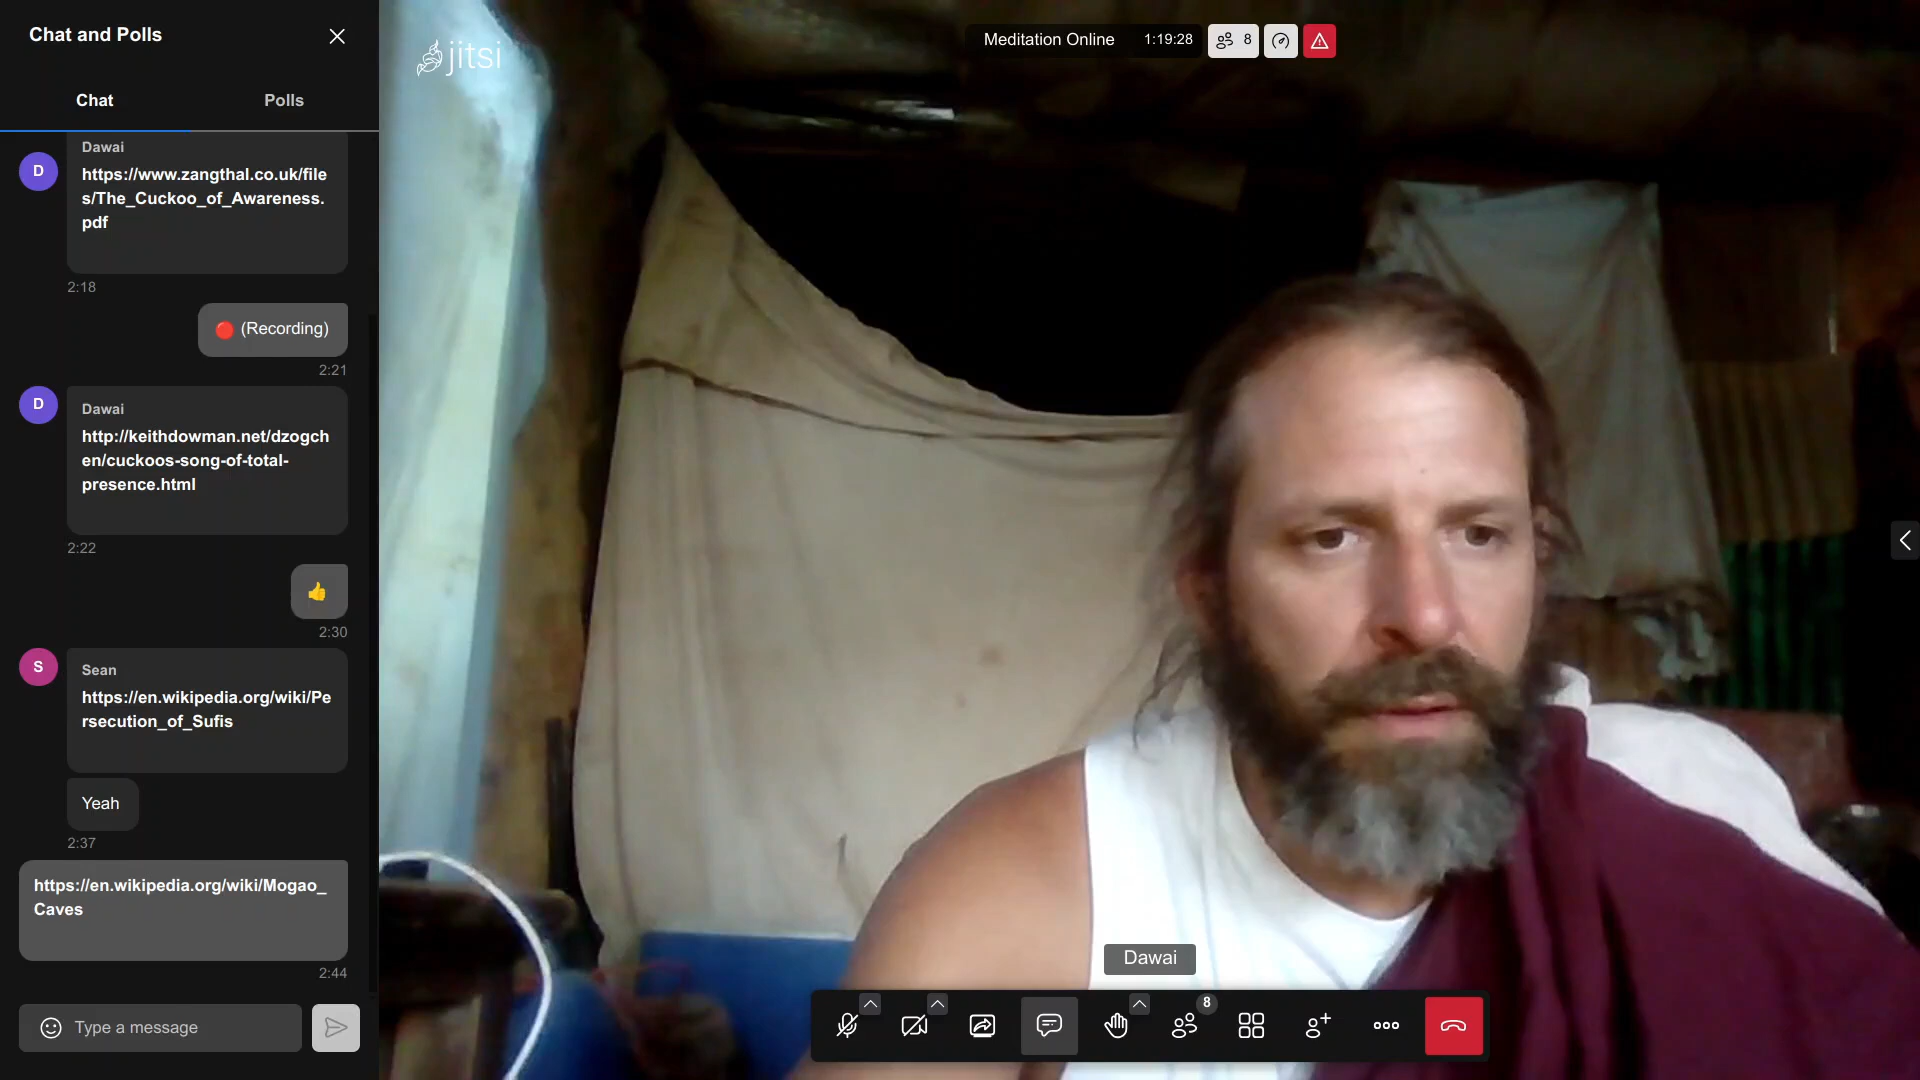 Chat and Polls
Chat
Polls
Dawai
D
https://www.zangthal.co.uk/file
s/The_Cuckoo_of_Awareness.
pdf
2:18
🔴 (Recording)
2:21
D
Dawai
http://keithdowman.net/dzogch
en/cuckoos-song-of-total-
presence.html
2:22
👍
2:30
S
Sean
https://en.wikipedia.org/wiki/Pe
rsecution_of_Sufis
Yeah
2:37
https://en.wikipedia.org/wiki/Mogao_
Caves
2:44
Type a message
jitsi
Meditation Online
1:19:28
8
Dawai
8